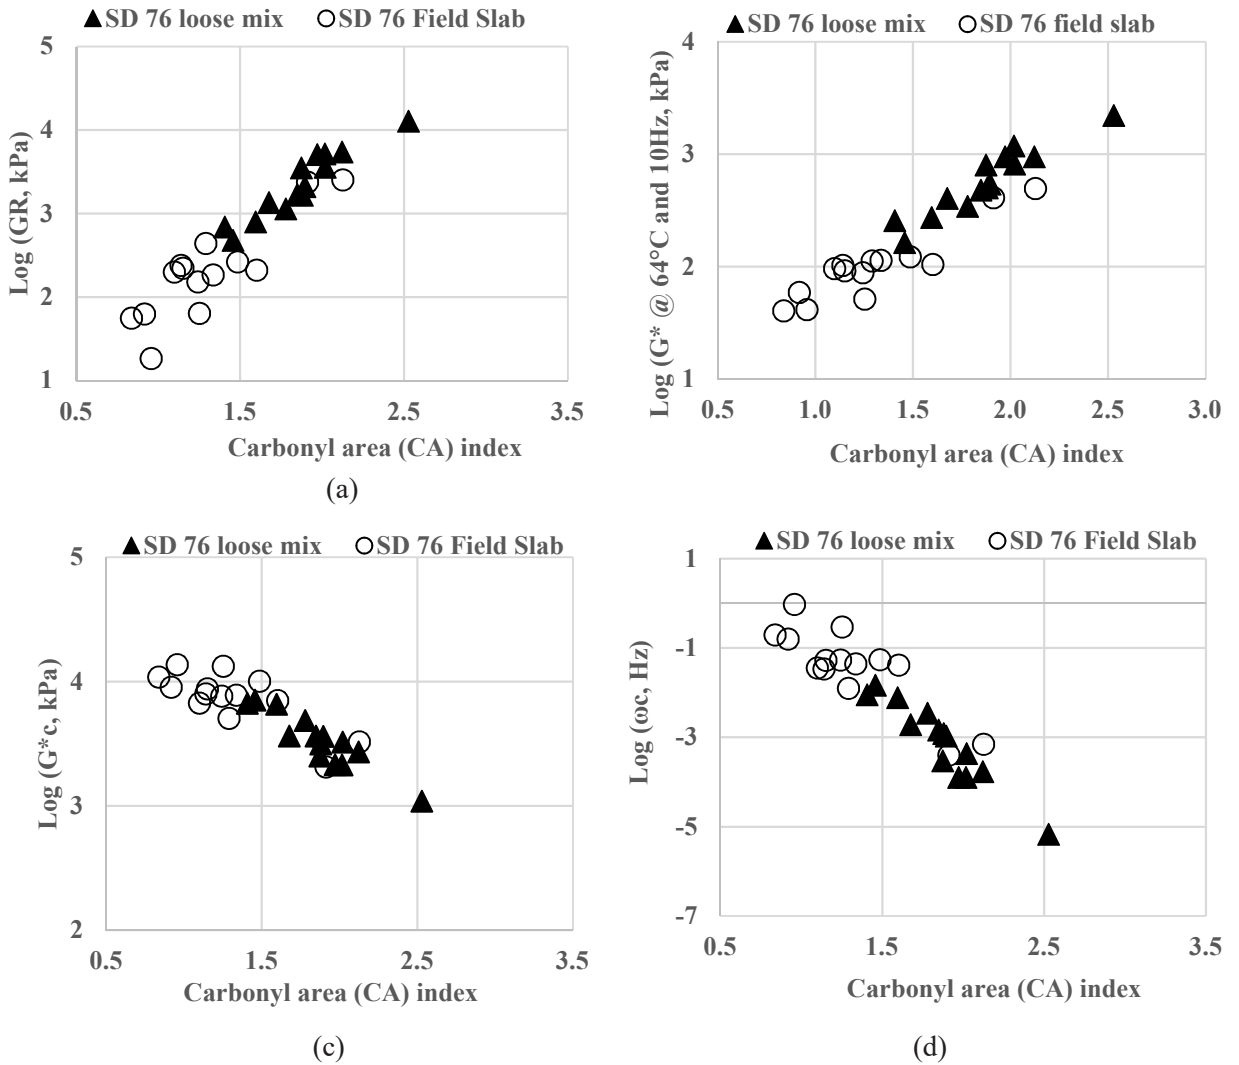 ▲SD 76 loose mix ○SD 76 Field Slab
5
4
3
2
1
0.5 1.5 2.5 3.5
Log (GR, kPa)
Carbonyl area (CA) index
(a)
▲SD 76 loose mix ○SD 76 field slab
4
3
2
1
0.5 1.0 1.5 2.0 2.5 3.0
Log (G* @ 64°C and 10Hz, kPa)
Carbonyl area (CA) index
▲SD 76 loose mix ○SD 76 Field Slab
5
4
3
2
0.5 1.5 2.5 3.5
Log (G*c, kPa)
Carbonyl area (CA) index
(c)
▲SD 76 loose mix ○SD 76 Field Slab
1
-1
-3
-5
-7
0.5 1.5 2.5 3.5
Log (ωc, Hz)
Carbonyl area (CA) index
(d)